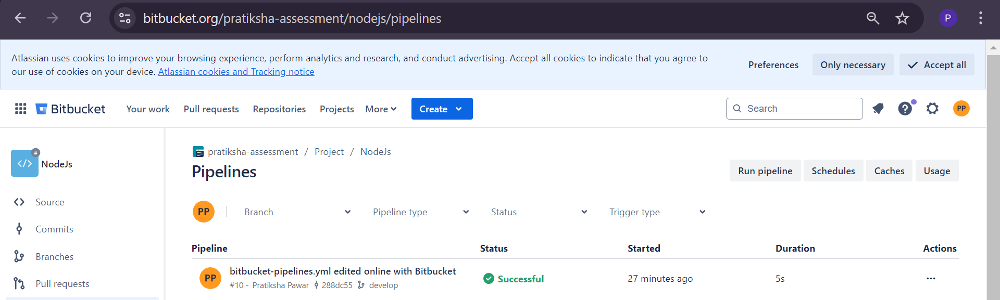 bitbucket.org/pratiksha-assessment/nodejs/pipelines
P
Atlassian uses cookies to improve your browsing experience, perform analytics and research, and conduct advertising. Accept all cookies to indicate that you agree to
our use of cookies on your device. Atlassian cookies and Tracking notice
Preferences
Only necessary
Accept all
Bitbucket
Your work
Pull requests
Repositories
Projects
More
Create
Search
PP
NodeJs
Source
Commits
Branches
Pull requests
pratiksha-assessment / Project / NodeJs
Pipelines
Run pipeline
Schedules
Caches
Usage
PP
Branch
Pipeline type
Status
Trigger type
Pipeline
Status
Started
Duration
Actions
PP
bitbucket-pipelines.yml edited online with Bitbucket
#10 - Pratiksha Pawar 288dc55 develop
Successful
27 minutes ago
5s